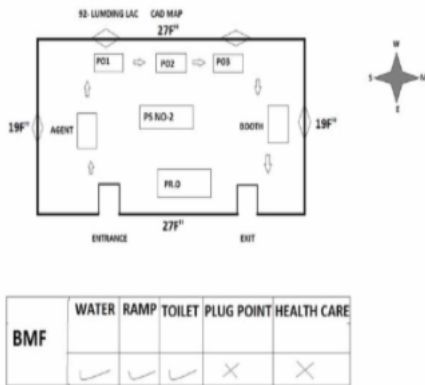 92- LUMDING LAC CAD MAP
27F"
PO1
PO2
PO3
W
S
N
E
19F"
AGENT
PS NO-2
BOOTH
19F"
PR.O
27F"
ENTRANCE
EXIT
BMF
WATER
RAMP
TOILET
PLUG POINT
HEALTH CARE